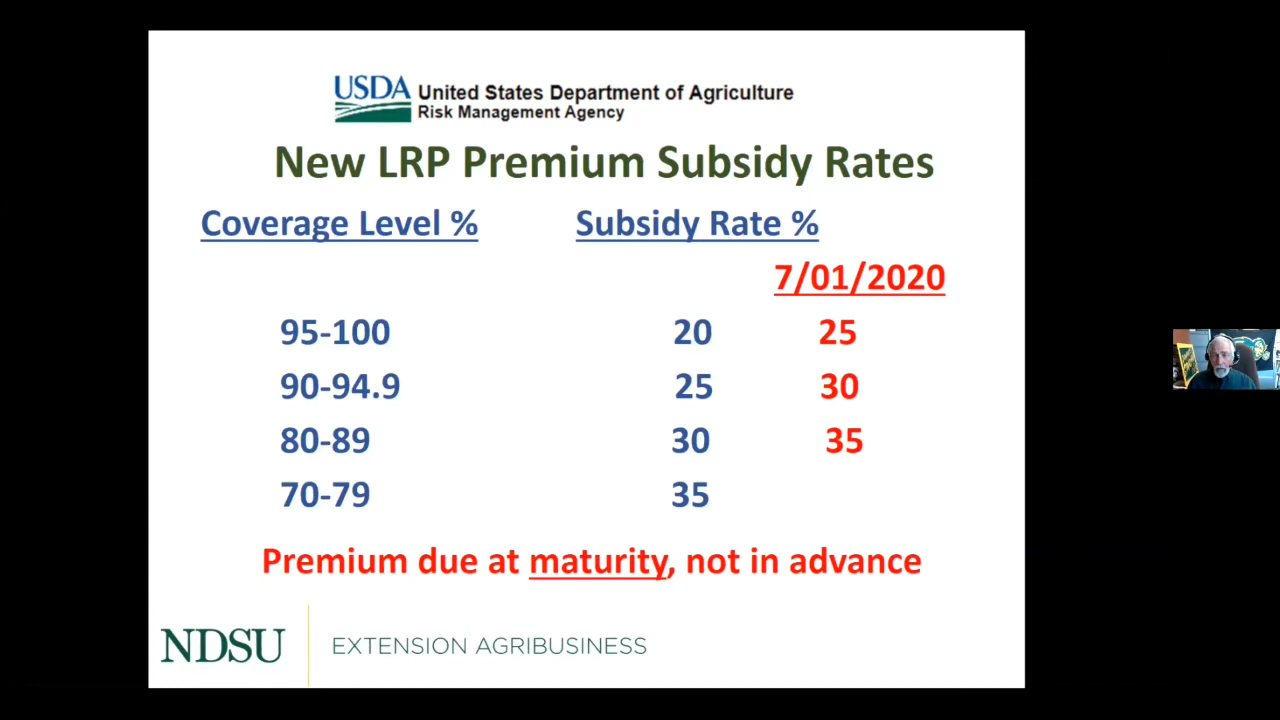 USDA United States Department of Agriculture
Risk Management Agency
New LRP Premium Subsidy Rates
Coverage Level % Subsidy Rate %
7/01/2020
95-100 20 25
90-94.9 25 30
80-89 30 35
70-79 35
Premium due at maturity, not in advance
NDSU EXTENSION AGRIBUSINESS